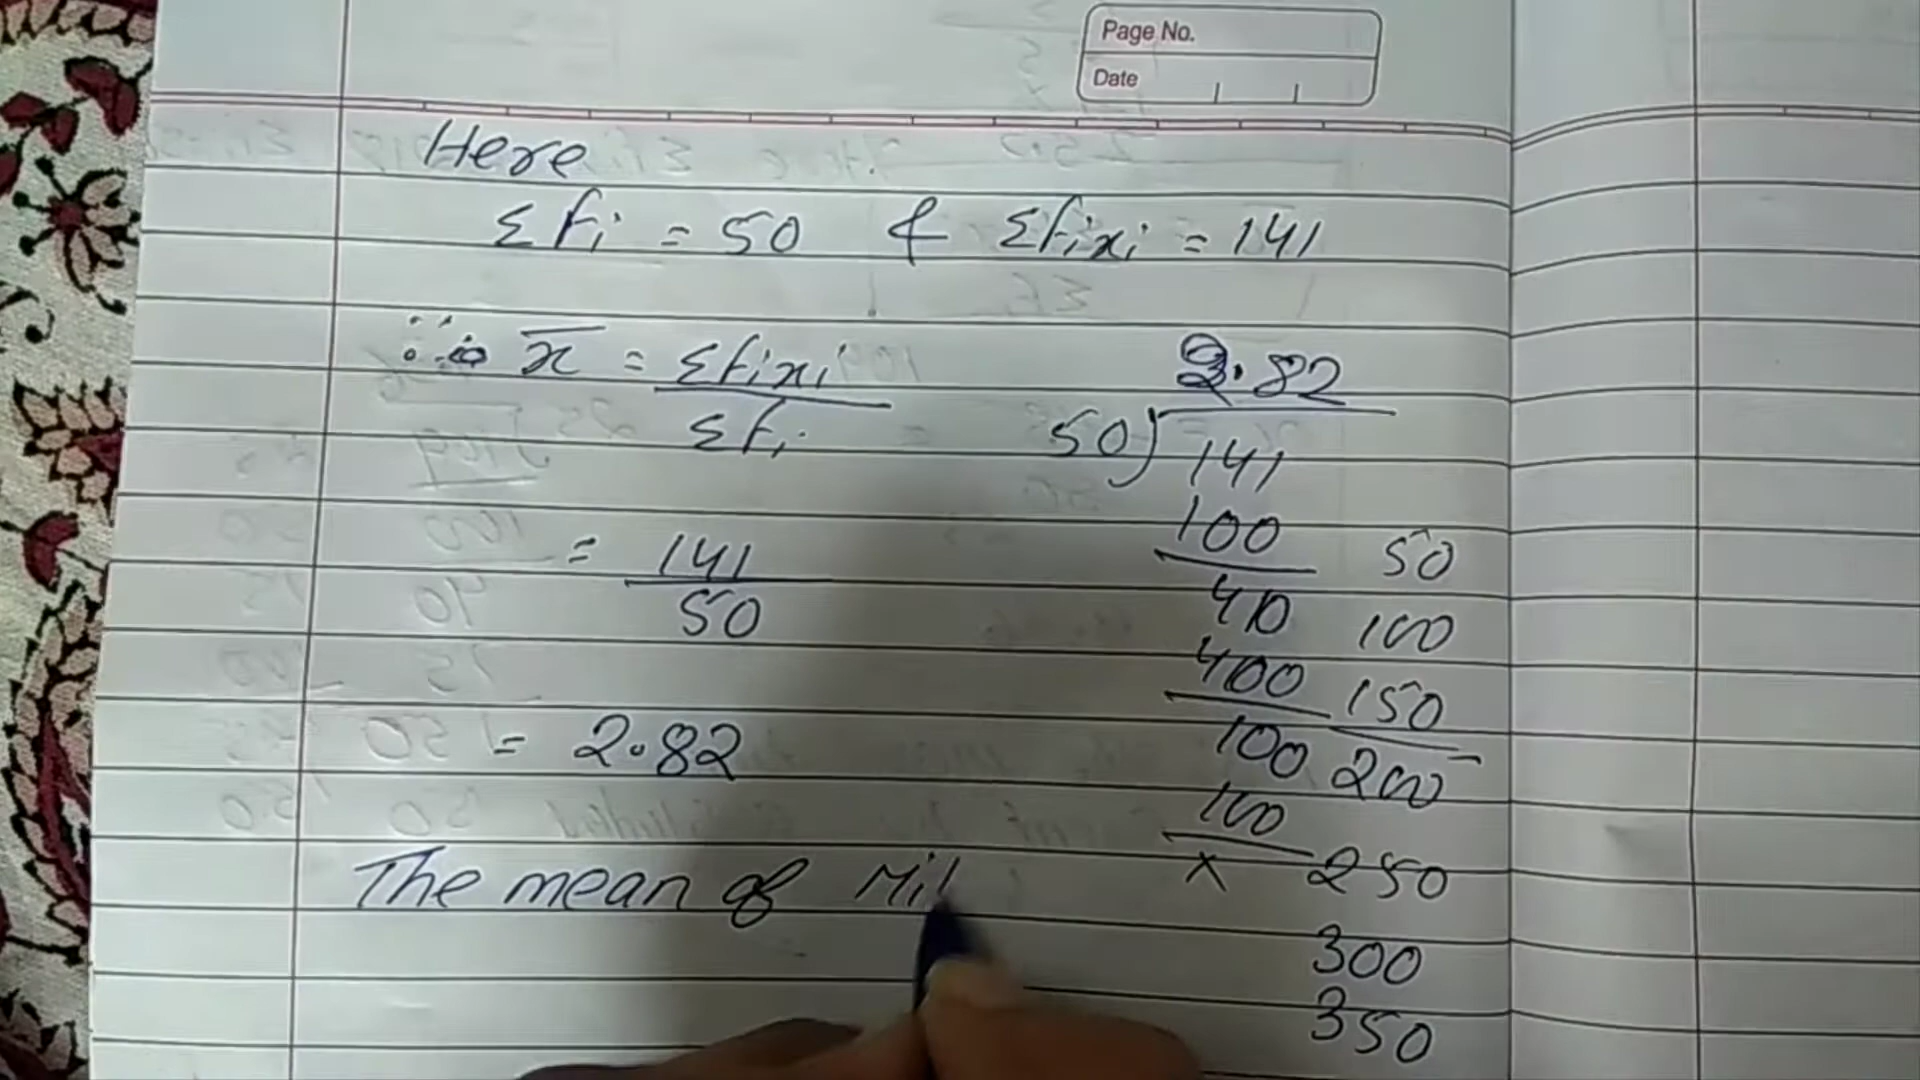 Page No.
Date
Here
Σfi = 50 & Σfixi = 141
∴ x̄ = Σfixi
Σfi
= 141
50
= 2.82
The mean of Mil
2.82
50) 141
100
410
400
100
100
x
50
100
150
200
250
300
350